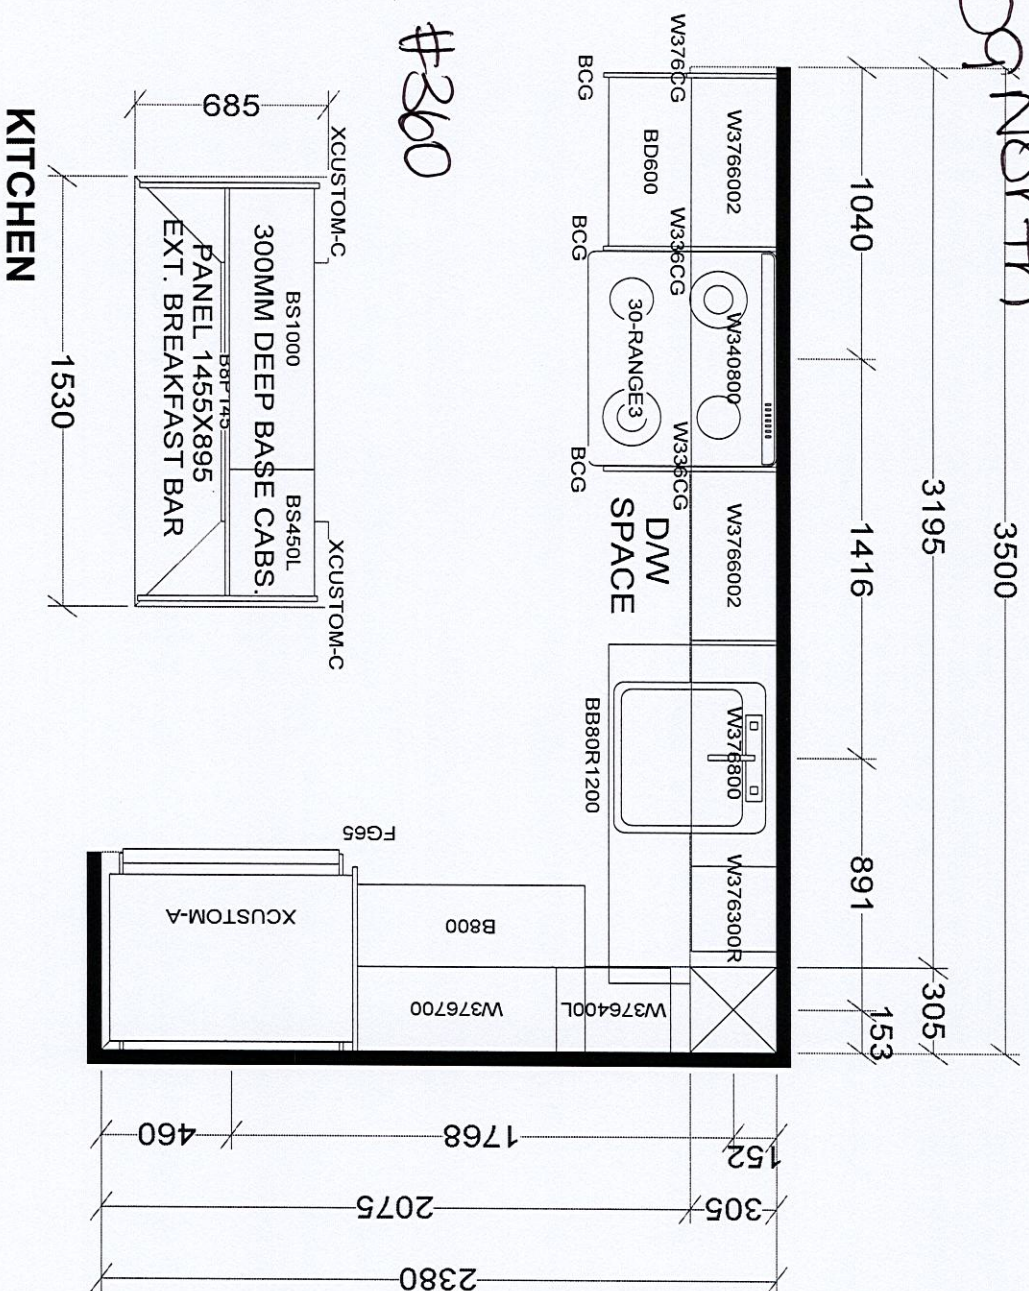 #360
3500
3195
305
1040
1416
891
153
W376CG
W3766002
W336CG
W340800
W336CG
W3766002
W376800
W376300R
BCG
BD600
BCG
30-RANGE3
BCG
D/W
SPACE
BB80R1200
XCUSTOM-C
XCUSTOM-C
685
BS1000
BS450L
300MM DEEP BASE CABS.
PANEL 1455X895
EXT. BREAKFAST BAR
1530
KITCHEN
FG65
XCUSTOM-A
B800
W376700
W376400L
460
1768
152
2075
305
2380